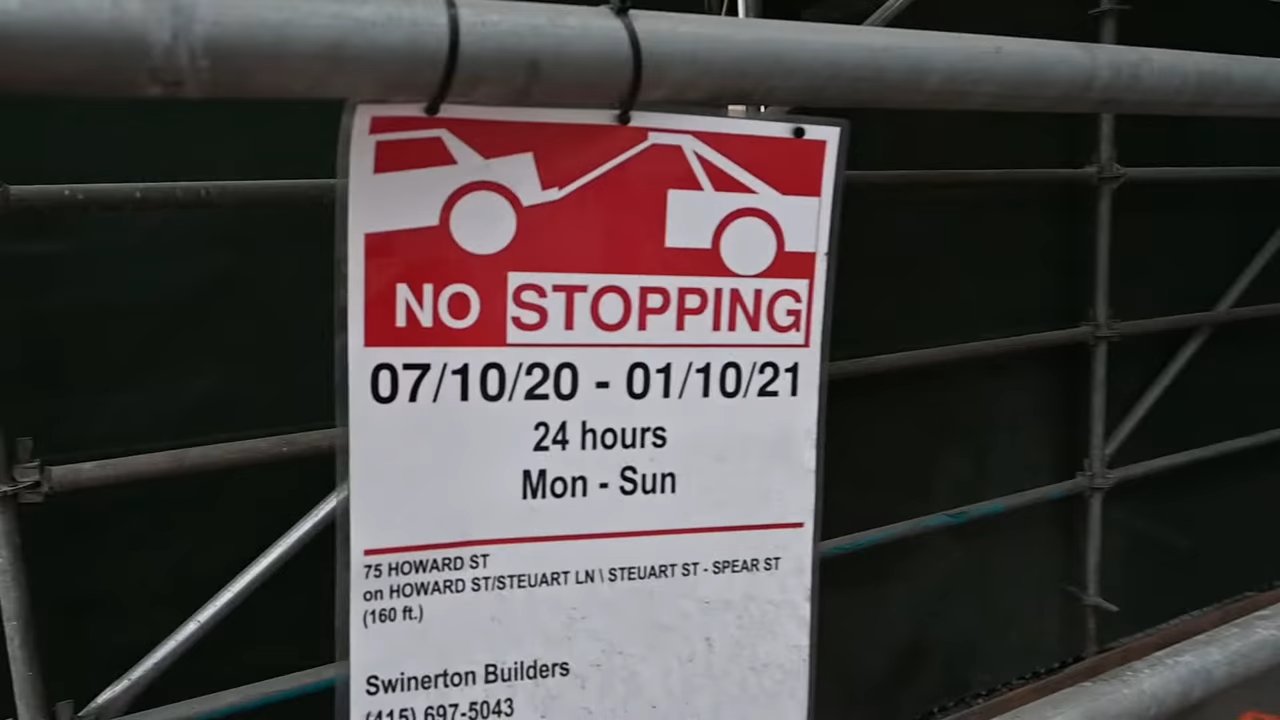 NO STOPPING
07/10/20 - 01/10/21
24 hours
Mon - Sun
75 HOWARD ST
on HOWARD ST/STEUART LN \ STEUART ST - SPEAR ST
(160 ft.)
Swinerton Builders
(415) 697-5043